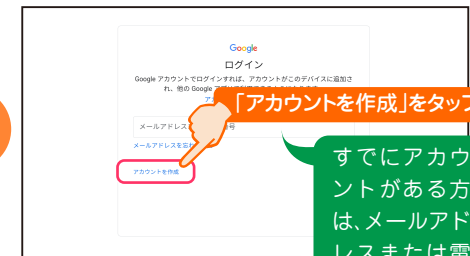 Google
ログイン
Google アカウントでログインすれば、アカウントがこのデバイスに追加さ
れ、他の Google
ア
「アカウントを作成」をタップ
メールアドレス 号
メールアドレスを忘れ
アカウントを作成
すでにアカウ
ントがある方
は、メールアド
レスまたは電